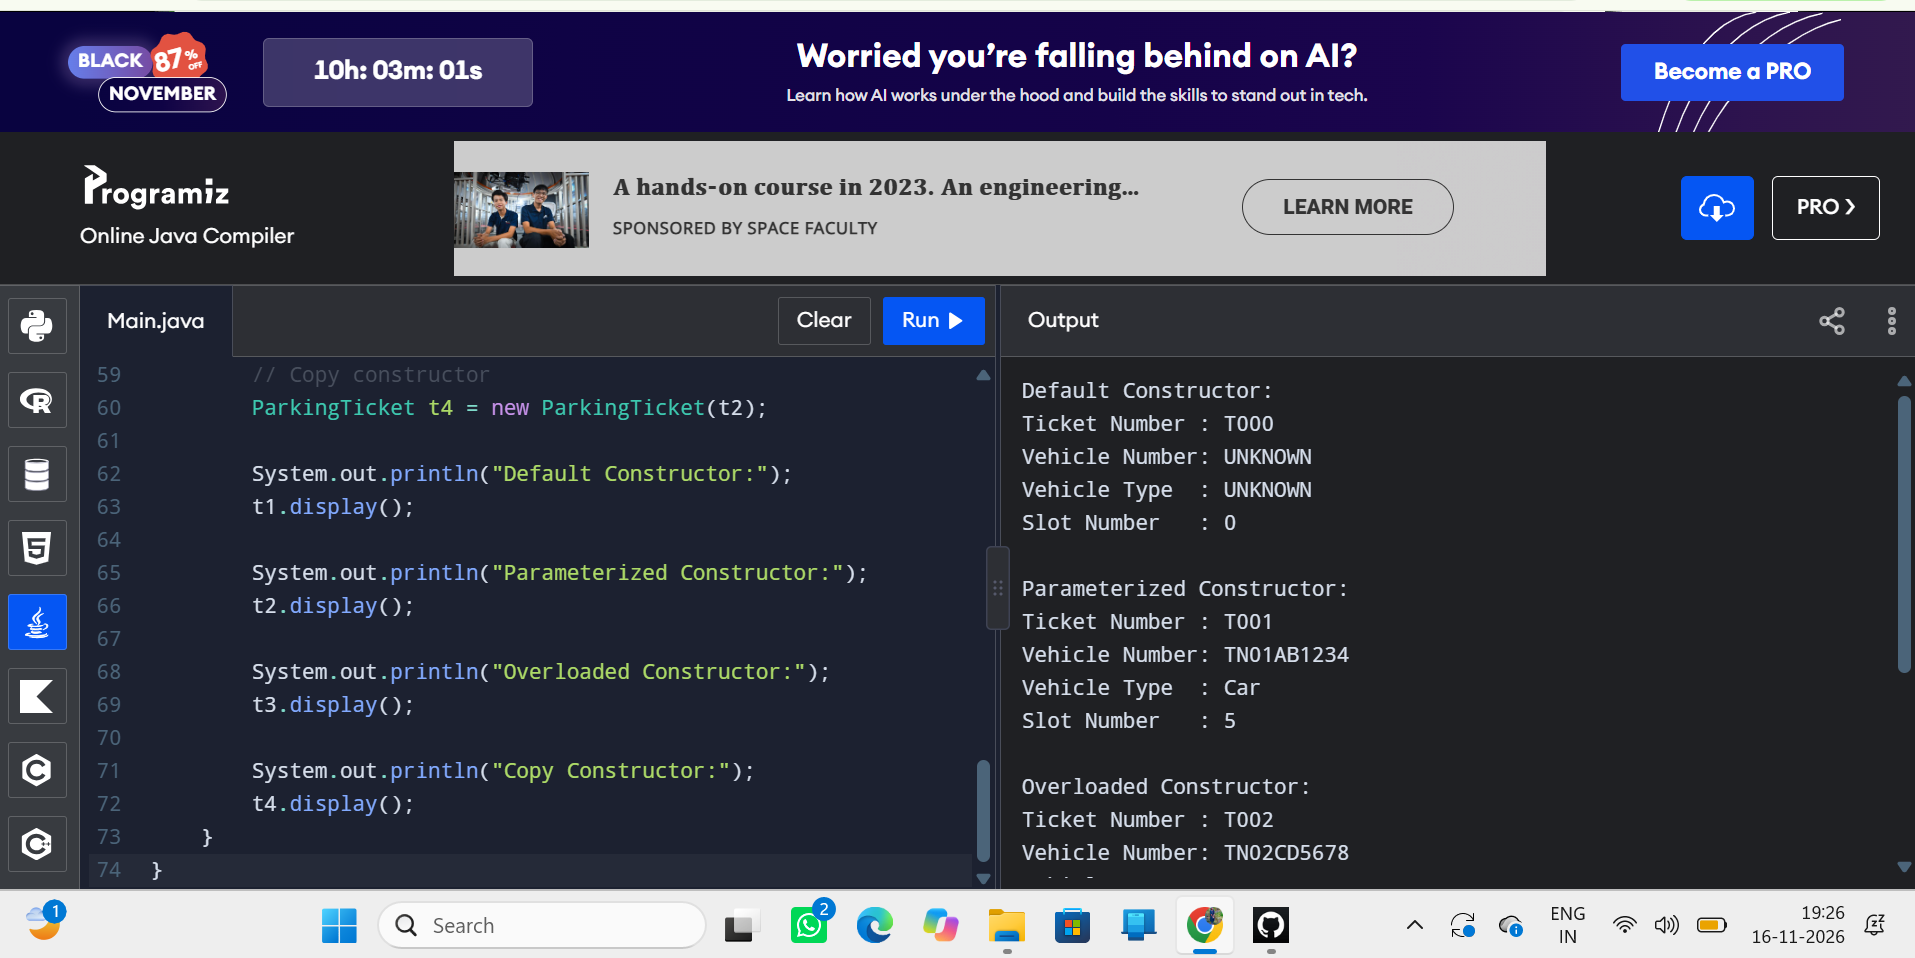 BLACK 87% OFF
NOVEMBER
10h: 03m: 01s
Worried you’re falling behind on AI?
Learn how AI works under the hood and build the skills to stand out in tech.
Become a PRO
Programiz
Online Java Compiler
A hands-on course in 2023. An engineering...
SPONSORED BY SPACE FACULTY
LEARN MORE
PRO
Main.java
Clear
Run
59 // Copy constructor
60 ParkingTicket t4 = new ParkingTicket(t2);
61
62 System.out.println("Default Constructor:");
63 t1.display();
64
65 System.out.println("Parameterized Constructor:");
66 t2.display();
67
68 System.out.println("Overloaded Constructor:");
69 t3.display();
70
71 System.out.println("Copy Constructor:");
72 t4.display();
73 }
74 }
Output
Default Constructor:
Ticket Number : T000
Vehicle Number: UNKNOWN
Vehicle Type  : UNKNOWN
Slot Number   : 0
Parameterized Constructor:
Ticket Number : T001
Vehicle Number: TN01AB1234
Vehicle Type  : Car
Slot Number   : 5
Overloaded Constructor:
Ticket Number : T002
Vehicle Number: TN02CD5678
1
Search
2
ENG
IN
19:26
16-11-2026